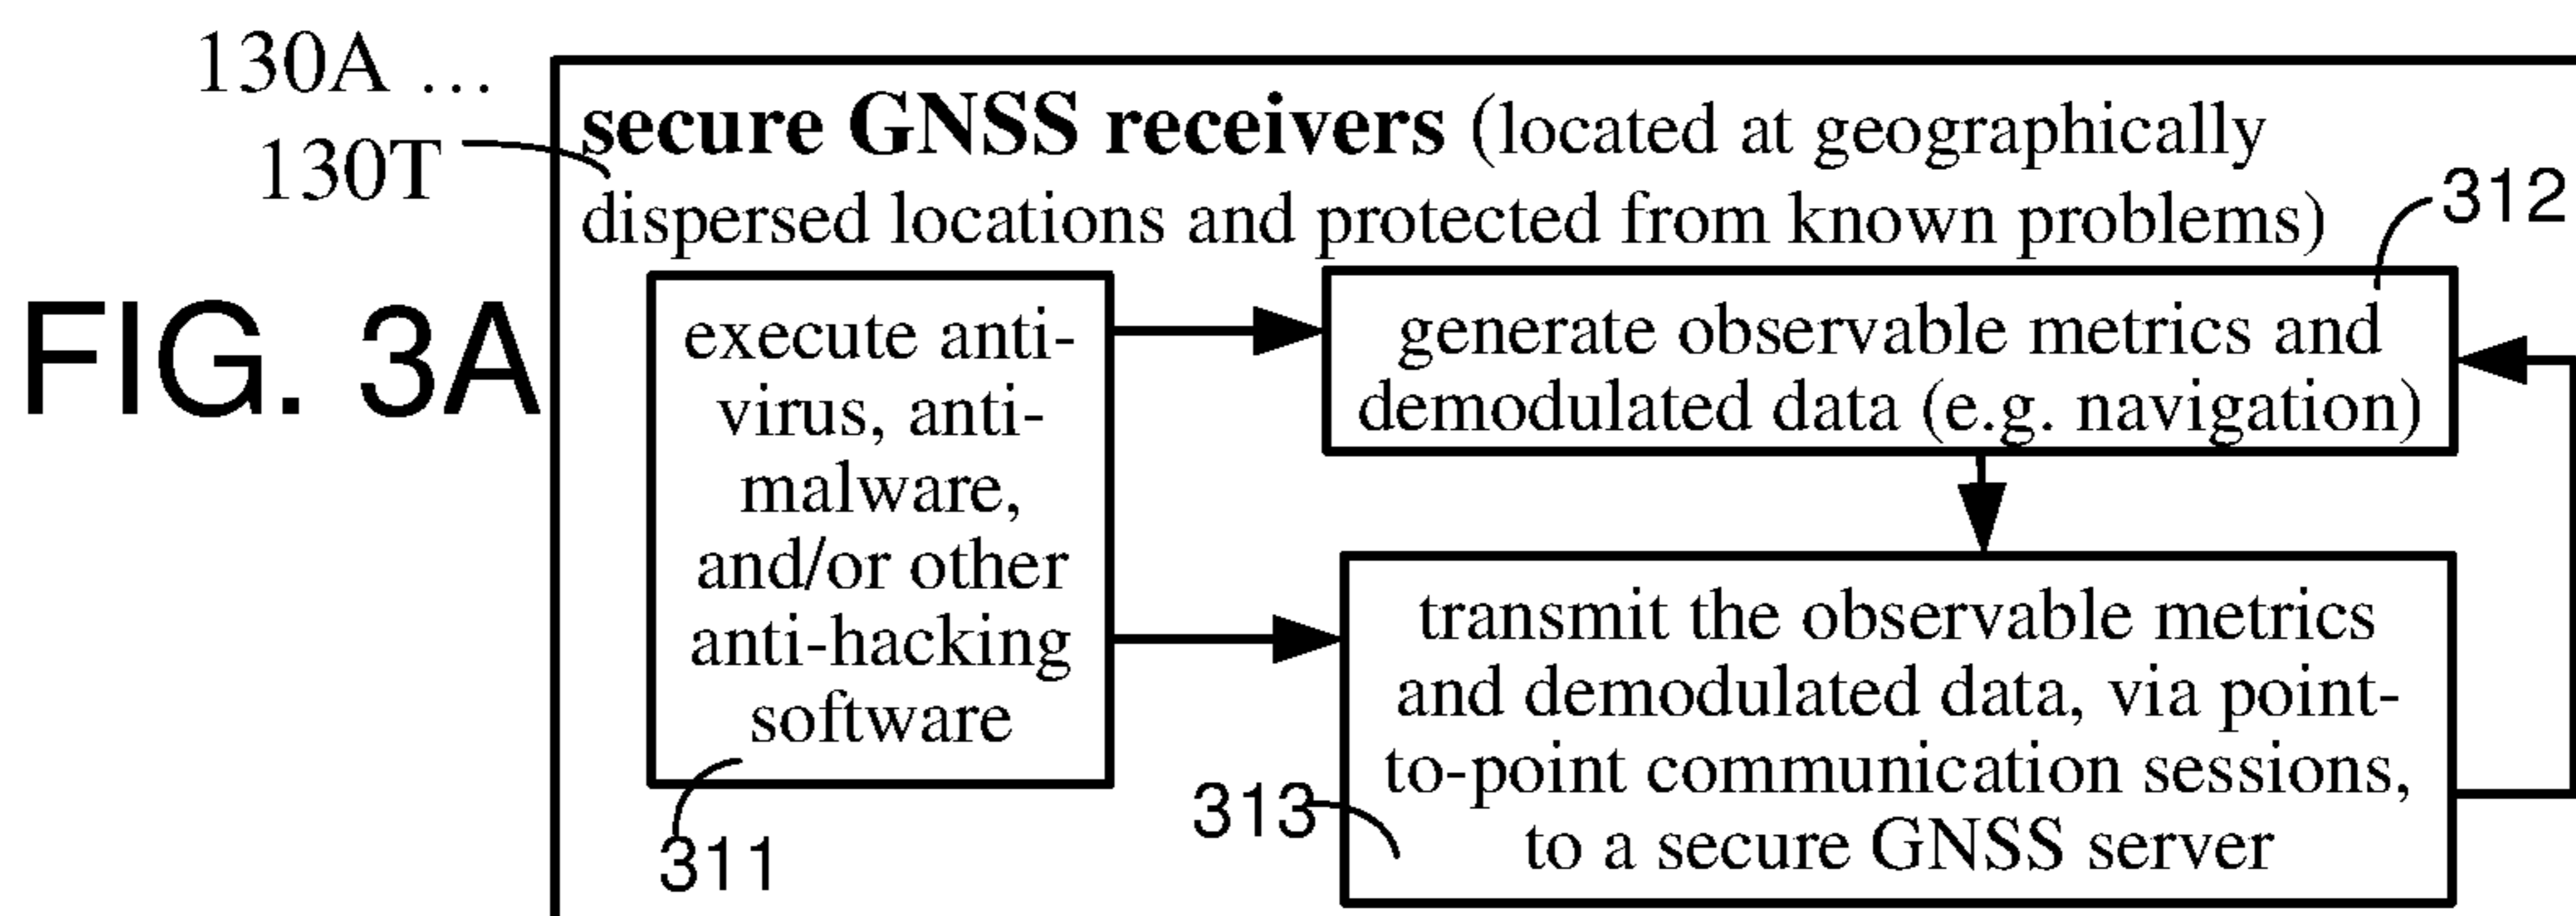 130A ...
130T
secure GNSS receivers (located at geographically
dispersed locations and protected from known problems)
312
FIG. 3A
execute anti-
virus, anti-
malware,
and/or other
anti-hacking
software
311
generate observable metrics and
demodulated data (e.g. navigation)
transmit the observable metrics
and demodulated data, via point-
to-point communication sessions,
to a secure GNSS server
313